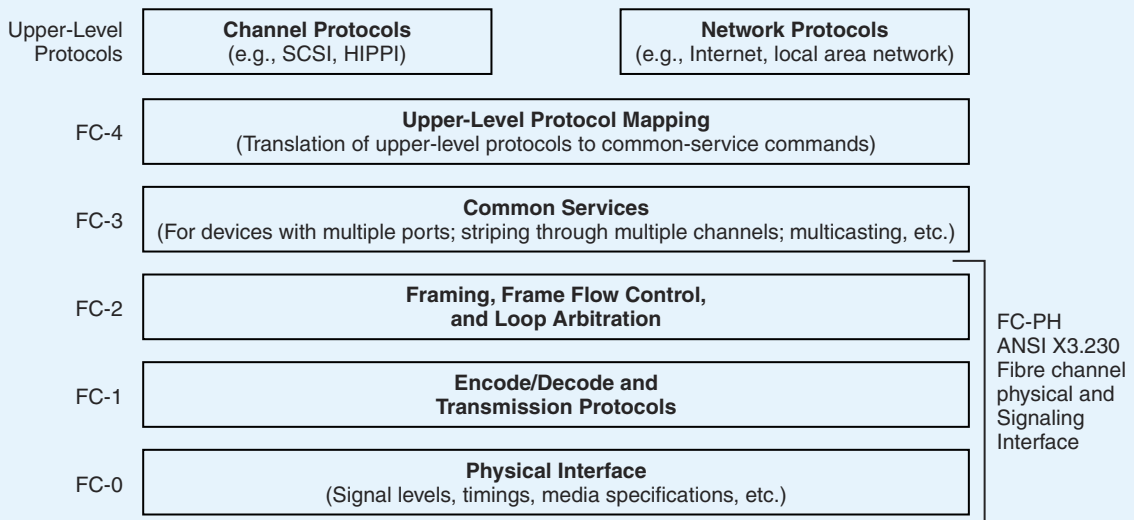 Upper-Level
Protocols
Channel Protocols
(e.g., SCSI, HIPPI)
Network Protocols
(e.g., Internet, local area network)
FC-4
Upper-Level Protocol Mapping
(Translation of upper-level protocols to common-service commands)
FC-3
Common Services
(For devices with multiple ports; striping through multiple channels; multicasting, etc.)
FC-2
Framing, Frame Flow Control,
and Loop Arbitration
FC-1
Encode/Decode and
Transmission Protocols
FC-0
Physical Interface
(Signal levels, timings, media specifications, etc.)
FC-PH
ANSI X3.230
Fibre channel
physical and
Signaling
Interface